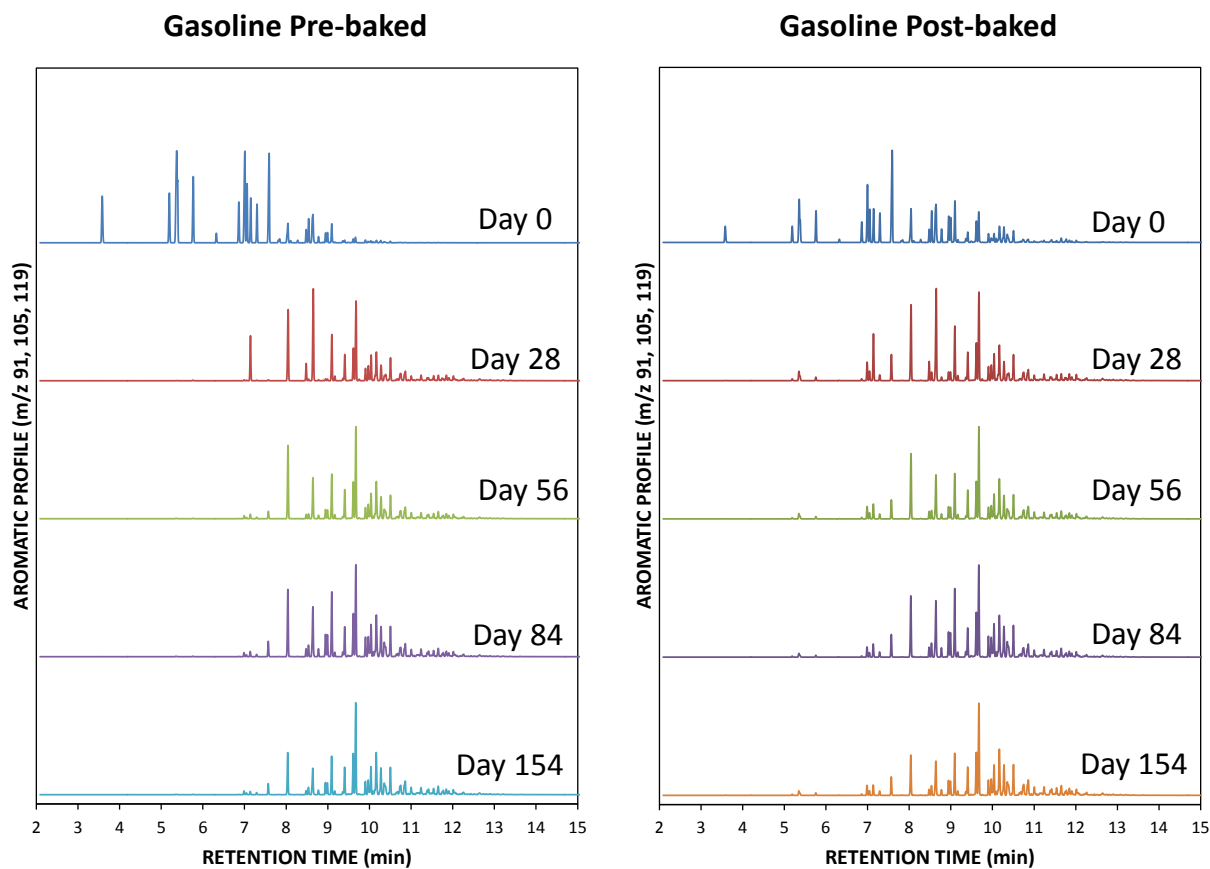 Gasoline Pre-baked
AROMATIC PROFILE (m/z 91, 105, 119)
Day 0
Day 28
Day 56
Day 84
Day 154
2 3 4 5 6 7 8 9 10 11 12 13 14 15
RETENTION TIME (min)
Gasoline Post-baked
AROMATIC PROFILE (m/z 91, 105, 119)
Day 0
Day 28
Day 56
Day 84
Day 154
2 3 4 5 6 7 8 9 10 11 12 13 14 15
RETENTION TIME (min)